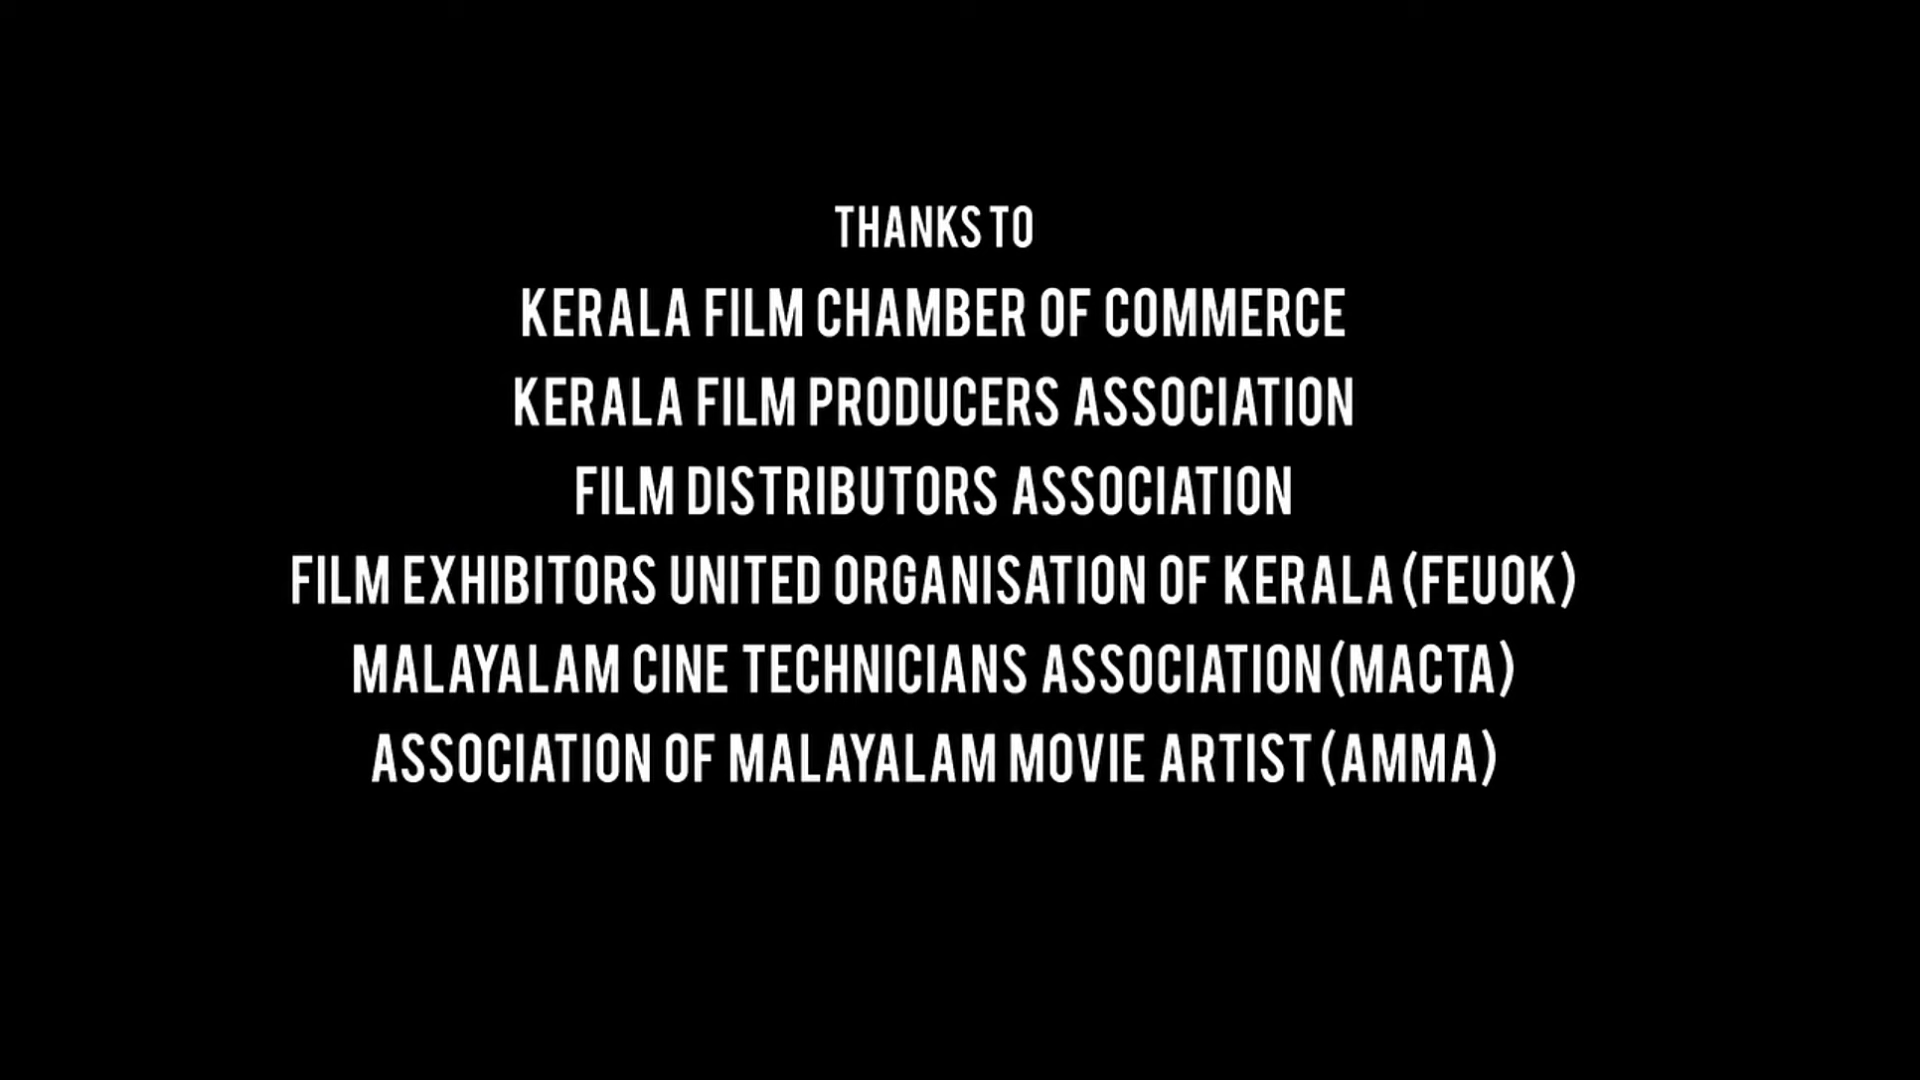 THANKS TO
KERALA FILM CHAMBER OF COMMERCE
KERALA FILM PRODUCERS ASSOCIATION
FILM DISTRIBUTORS ASSOCIATION
FILM EXHIBITORS UNITED ORGANISATION OF KERALA (FEUOK)
MALAYALAM CINE TECHNICIANS ASSOCIATION (MACTA)
ASSOCIATION OF MALAYALAM MOVIE ARTIST (AMMA)